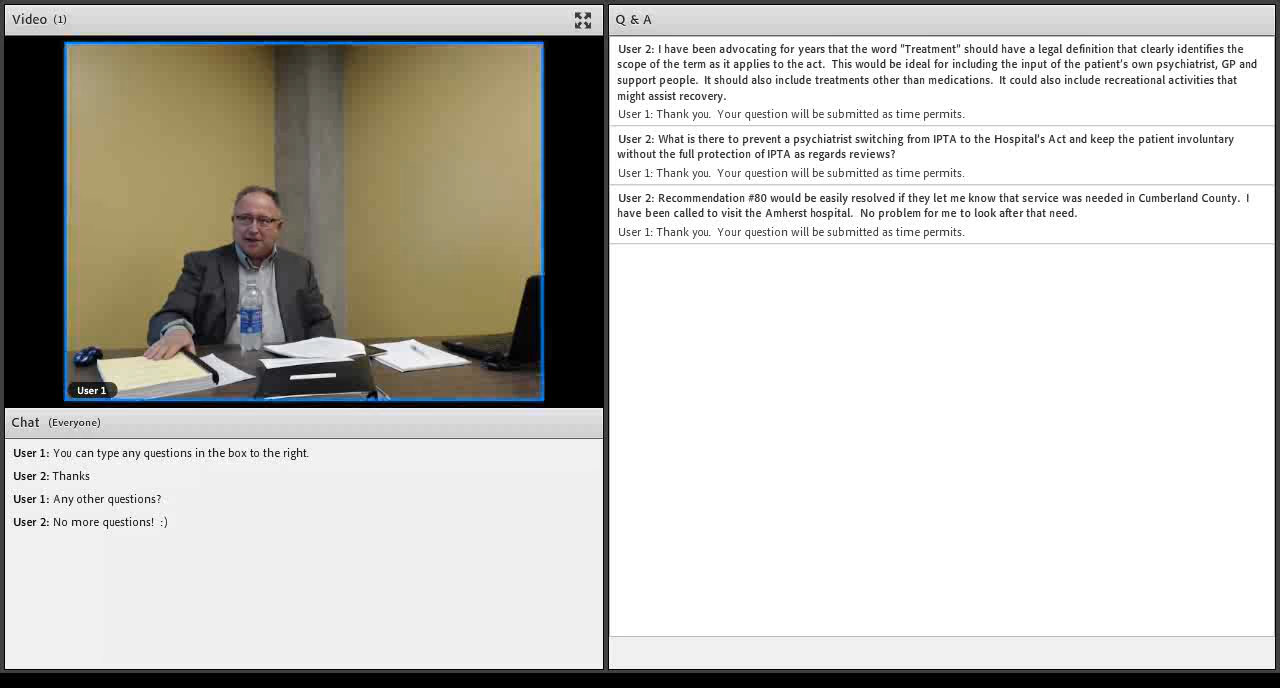 Video (1)
User 1
Chat (Everyone)
User 1: You can type any questions in the box to the right.
User 2: Thanks
User 1: Any other questions?
User 2: No more questions! :)
Q & A
User 2: I have been advocating for years that the word "Treatment" should have a legal definition that clearly identifies the
scope of the term as it applies to the act. This would be ideal for including the input of the patient's own psychiatrist, GP and
support people. It should also include treatments other than medications. It could also include recreational activities that
might assist recovery.
User 1: Thank you. Your question will be submitted as time permits.
User 2: What is there to prevent a psychiatrist switching from IPTA to the Hospital's Act and keep the patient involuntary
without the full protection of IPTA as regards reviews?
User 1: Thank you. Your question will be submitted as time permits.
User 2: Recommendation #80 would be easily resolved if they let me know that service was needed in Cumberland County. I
have been called to visit the Amherst hospital. No problem for me to look after that need.
User 1: Thank you. Your question will be submitted as time permits.